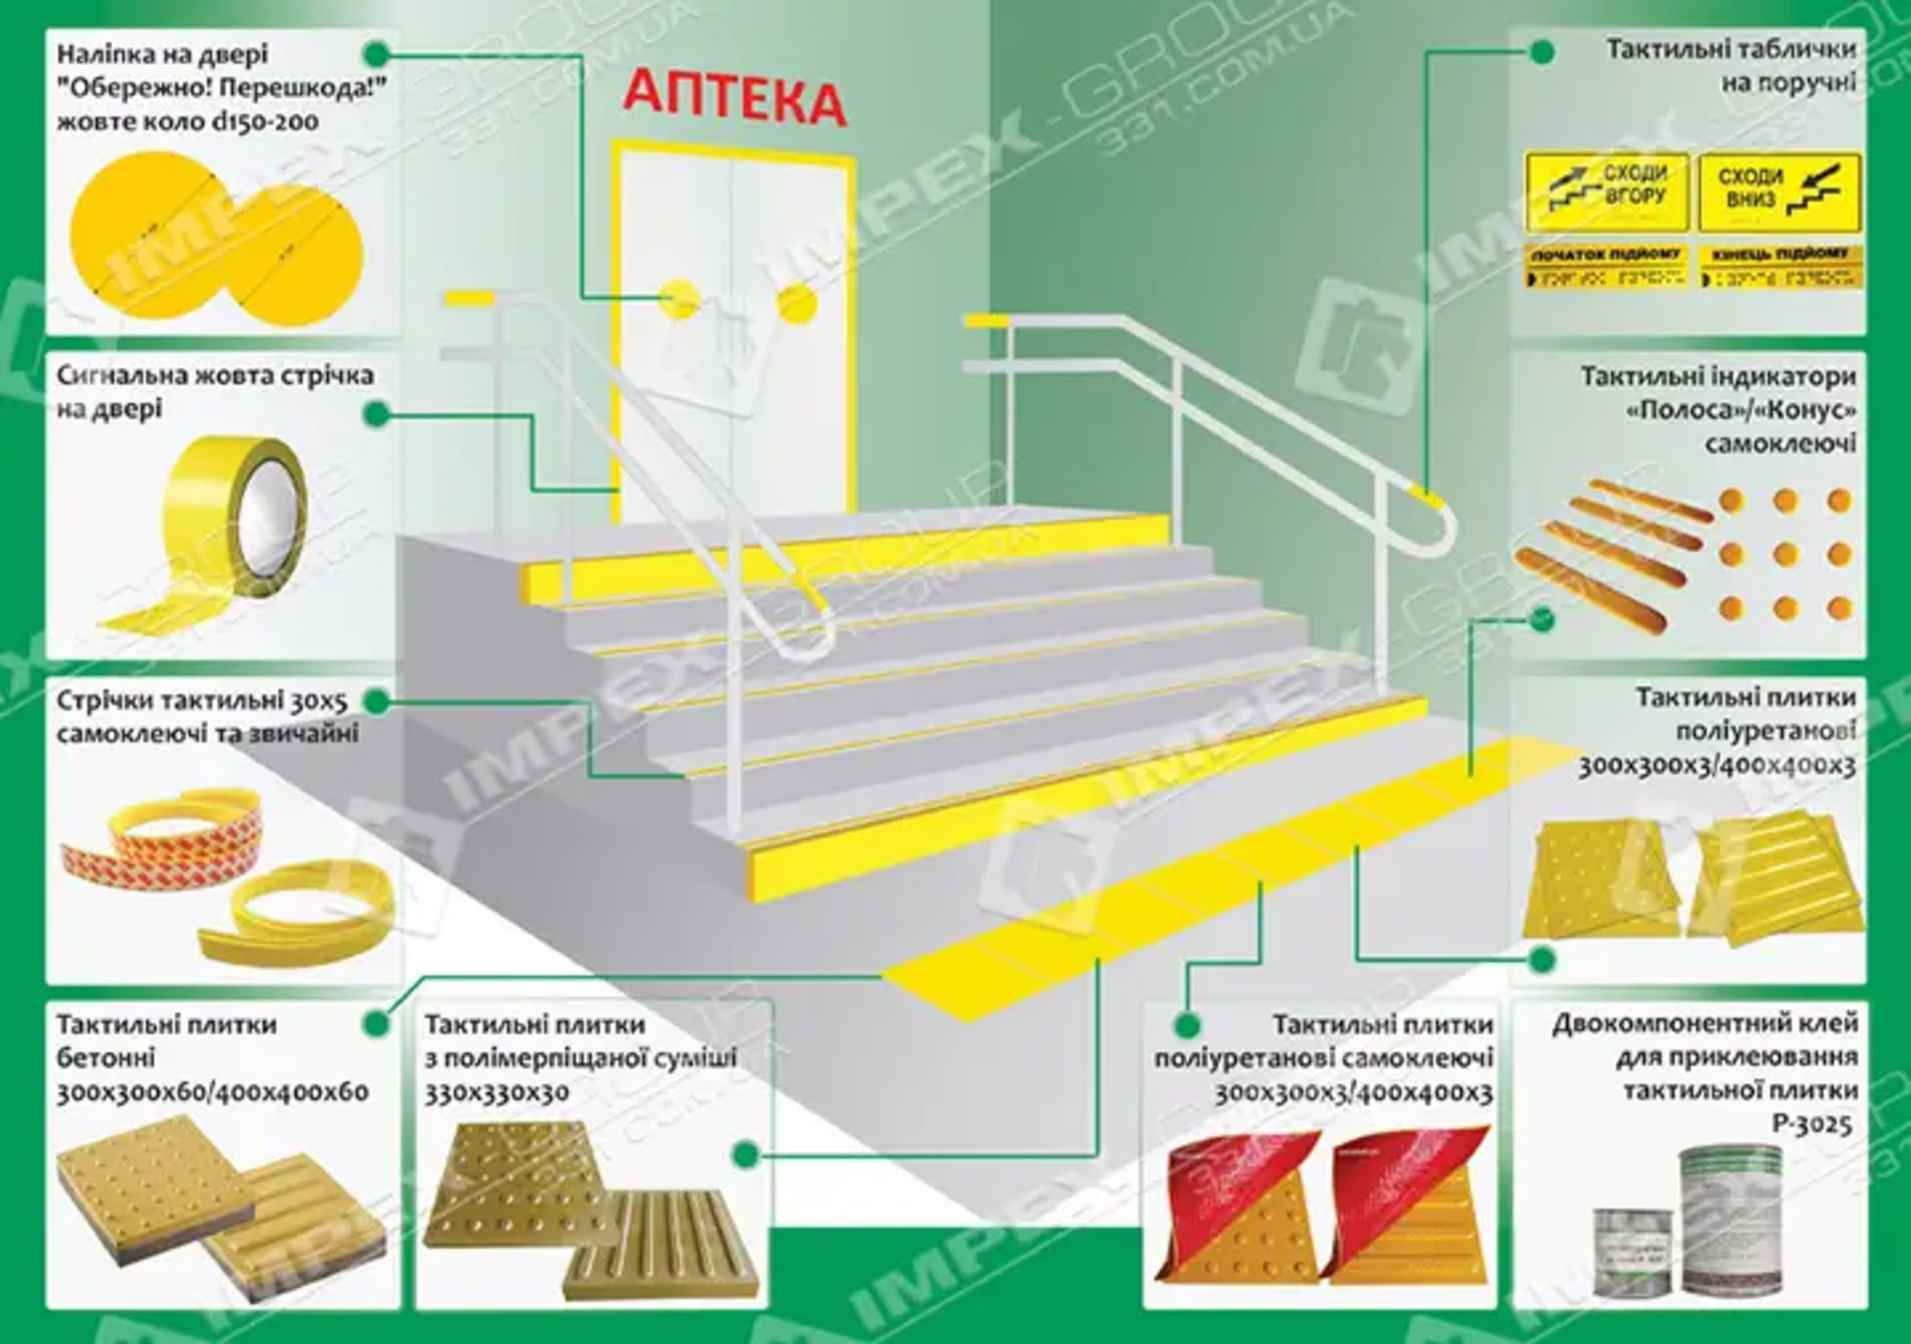 Наліпка на двері
"Обережно! Перешкода!"
жовте коло d150-200
АПТЕКА
Тактильні таблички
на поручні
СХОДИ
ВГОРУ
СХОДИ
ВНИЗ
ПОЧАТОК ПІДЙОМУ
КІНЕЦЬ ПІДЙОМУ
Сигнальна жовта стрічка
на двері
Тактильні індикатори
«Полоса»/«Конус»
самоклеючі
Стрічки тактильні 30х5
самоклеючі та звичайні
Тактильні плитки
поліуретанові
300х300х3/400х400х3
Тактильні плитки
бетонні
300х300х60/400х400х60
Тактильні плитки
з полімерпіщаної суміші
330х330х30
Тактильні плитки
поліуретанові самоклеючі
300х300х3/400х400х3
Двокомпонентний клей
для приклеювання
тактильної плитки
Р-3025
IMPEX-GROUP
331.COM.UA